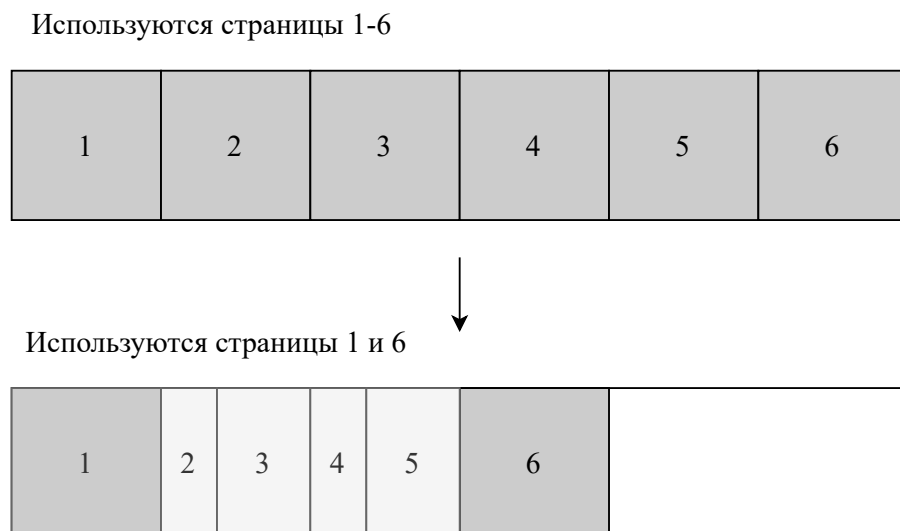 Используются страницы 1-6
1 2 3 4 5 6
Используются страницы 1 и 6
1 2 3 4 5 6